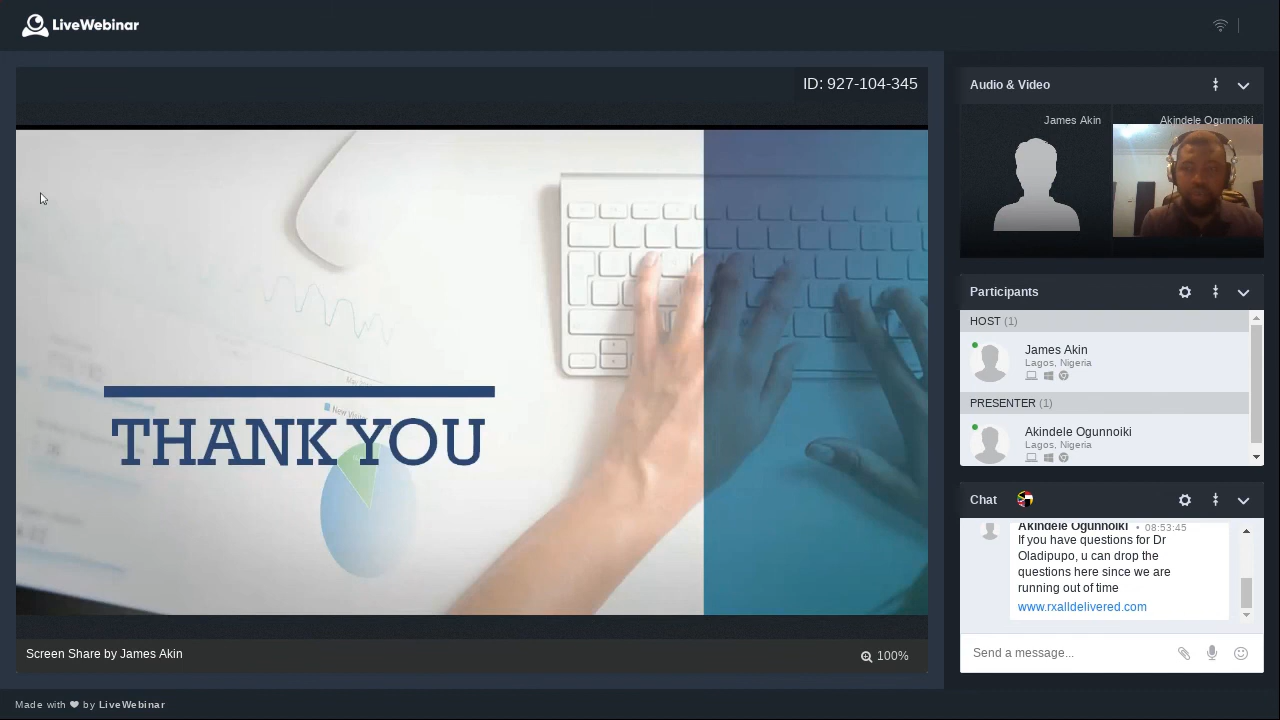 LiveWebinar
ID: 927-104-345
THANK YOU
Screen Share by James Akin
100%
Audio & Video
James Akin
Akindele Ogunnoiki
Participants
HOST (1)
James Akin
Lagos, Nigeria
PRESENTER (1)
Akindele Ogunnoiki
Lagos, Nigeria
Chat
Akindele Ogunnoiki • 08:53:45
If you have questions for Dr
Oladipupo, u can drop the
questions here since we are
running out of time
www.rxalldelivered.com
Send a message...
Made with ❤ by LiveWebinar